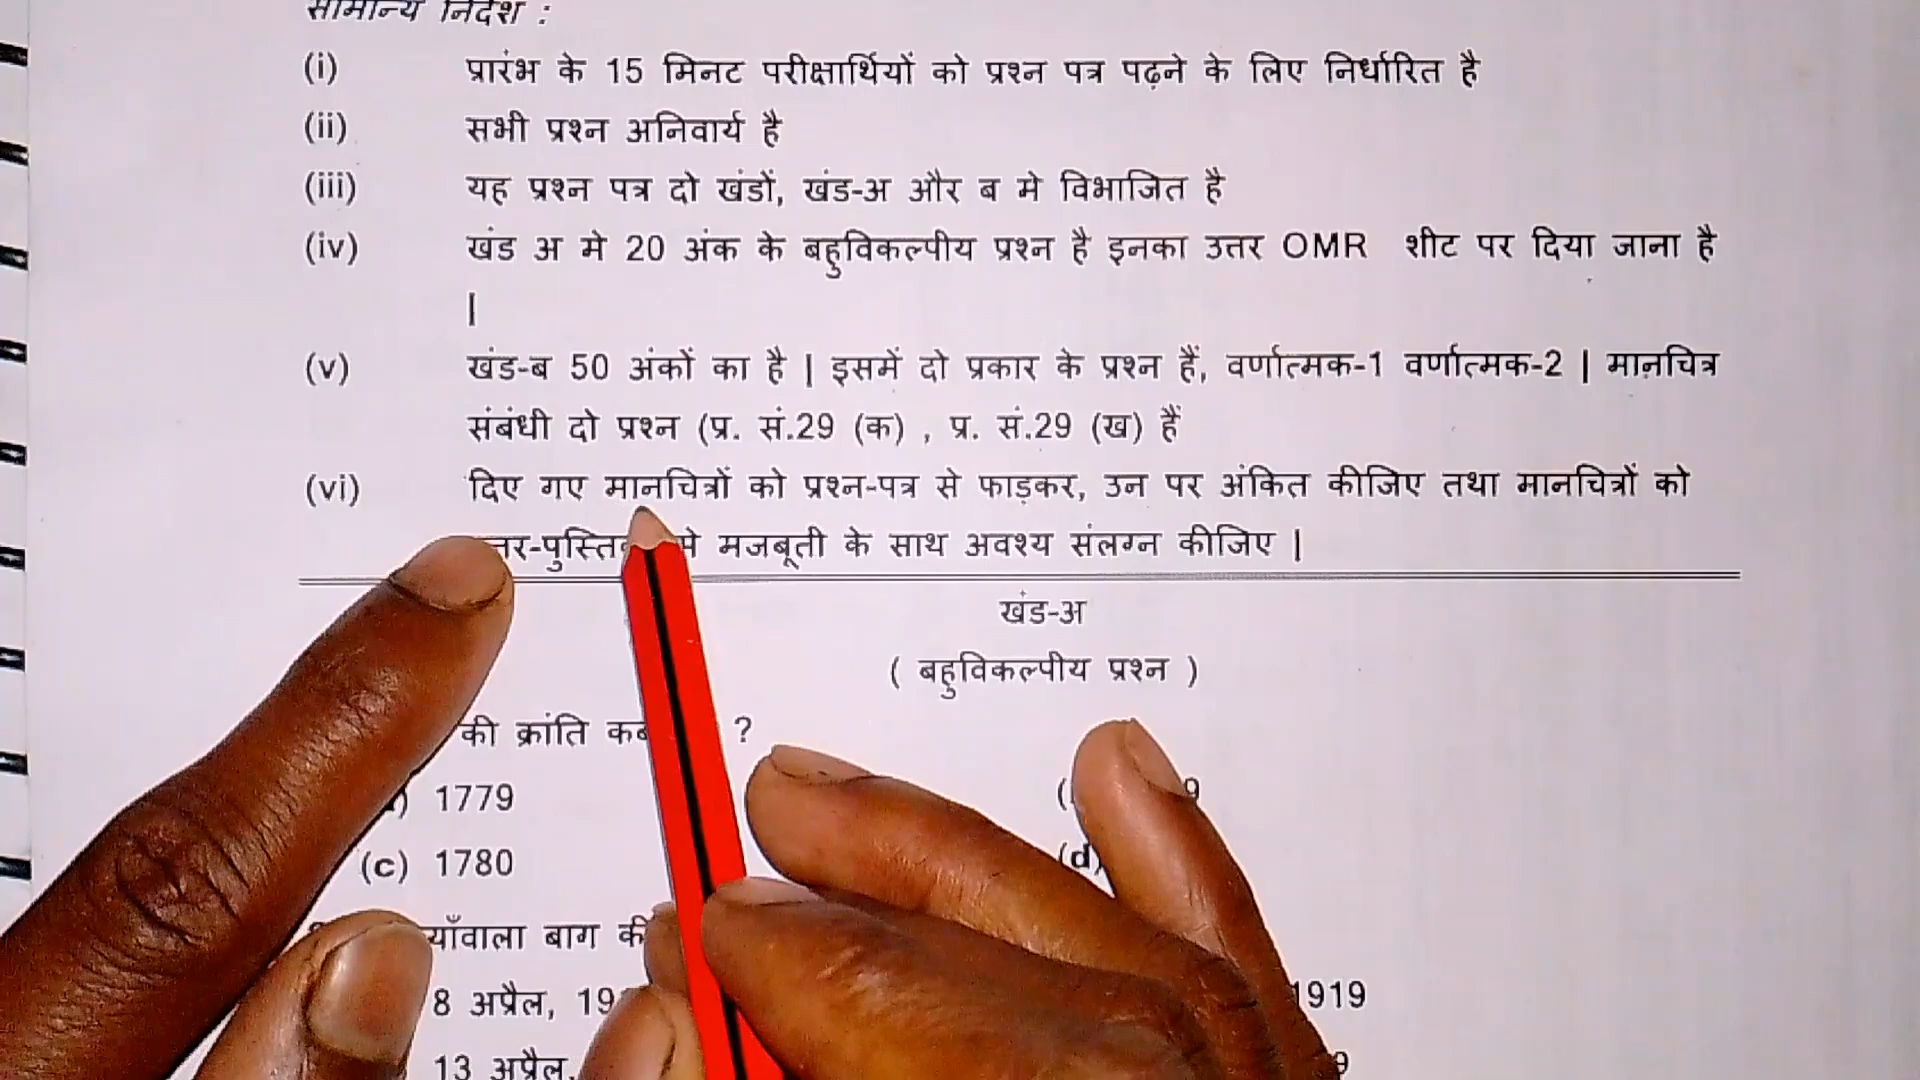 सामान्य निर्देश :
(i) प्रारंभ के 15 मिनट परीक्षार्थियों को प्रश्न पत्र पढ़ने के लिए निर्धारित है
(ii) सभी प्रश्न अनिवार्य है
(iii) यह प्रश्न पत्र दो खंडों, खंड-अ और ब मे विभाजित है
(iv) खंड अ मे 20 अंक के बहुविकल्पीय प्रश्न है इनका उत्तर OMR शीट पर दिया जाना है
|
(v) खंड-ब 50 अंकों का है | इसमें दो प्रकार के प्रश्न हैं, वर्णात्मक-1 वर्णात्मक-2 | मानचित्र
संबंधी दो प्रश्न (प्र. सं.29 (क) , प्र. सं.29 (ख) हैं
(vi) दिए गए मानचित्रों को प्रश्न-पत्र से फाड़कर, उन पर अंकित कीजिए तथा मानचित्रों को
मजबूती के साथ अवश्य संलग्न कीजिए |
खंड-अ
( बहुविकल्पीय प्रश्न )
की क्रांति ?
1779
(c) 1780 (d)
बाग
8 अप्रैल, 1919
13 अप्रैल,